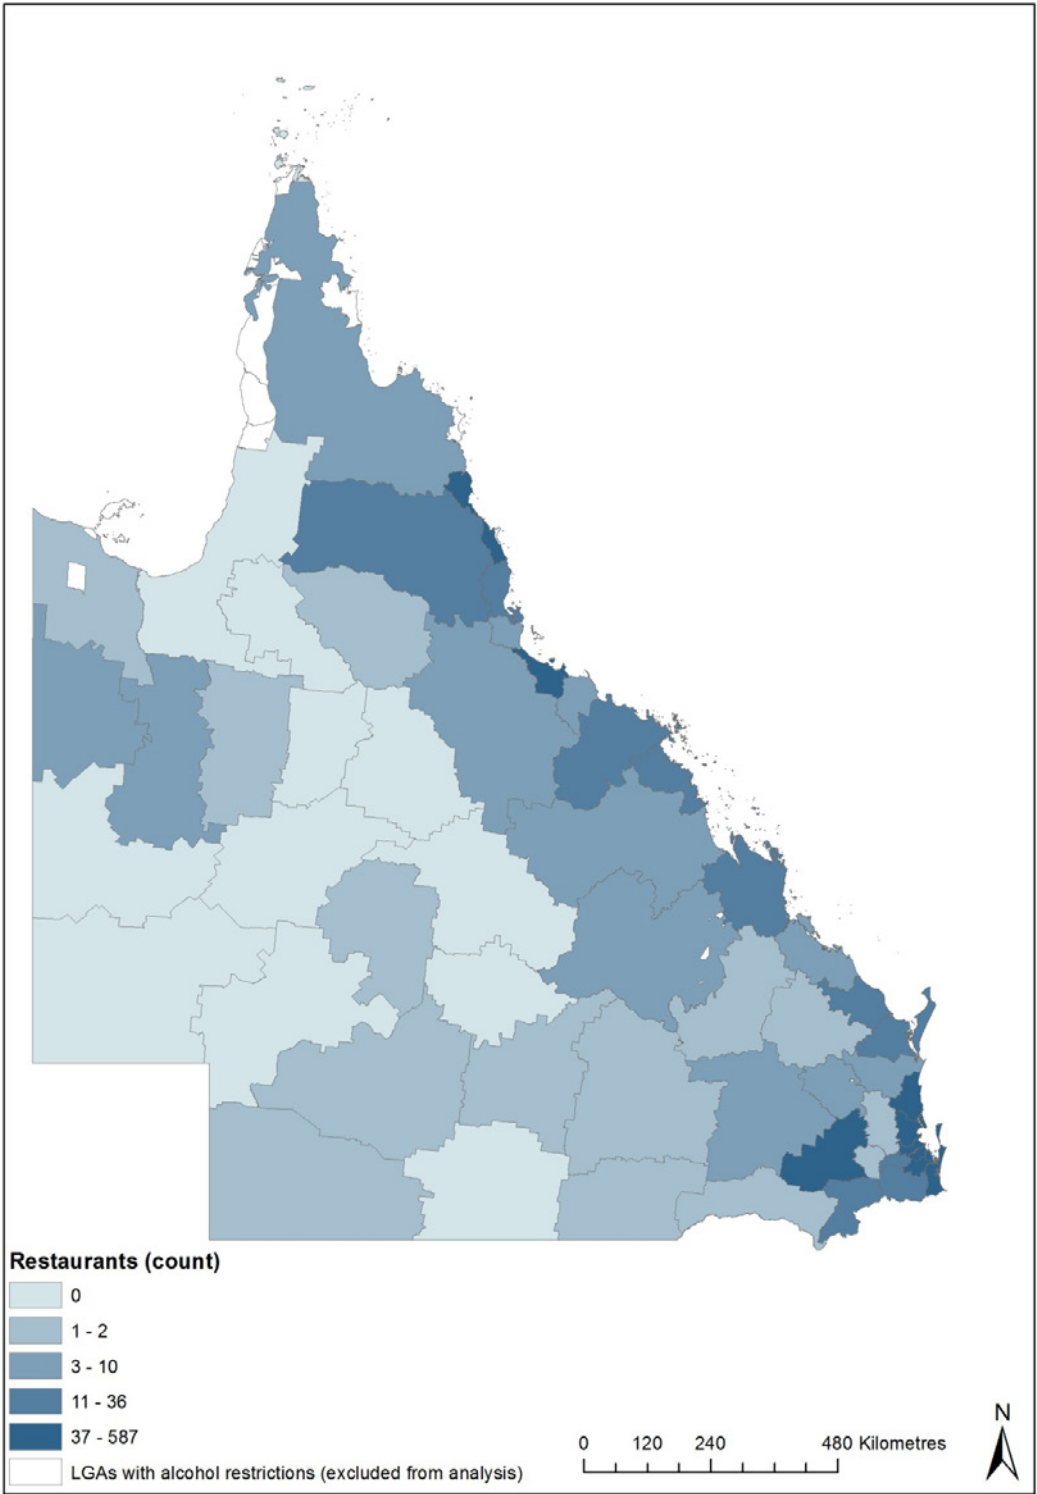 Restaurants (count)
0
1 - 2
3 - 10
11 - 36
37 - 587
LGAs with alcohol restrictions (excluded from analysis)
0 120 240 480 Kilometres
N